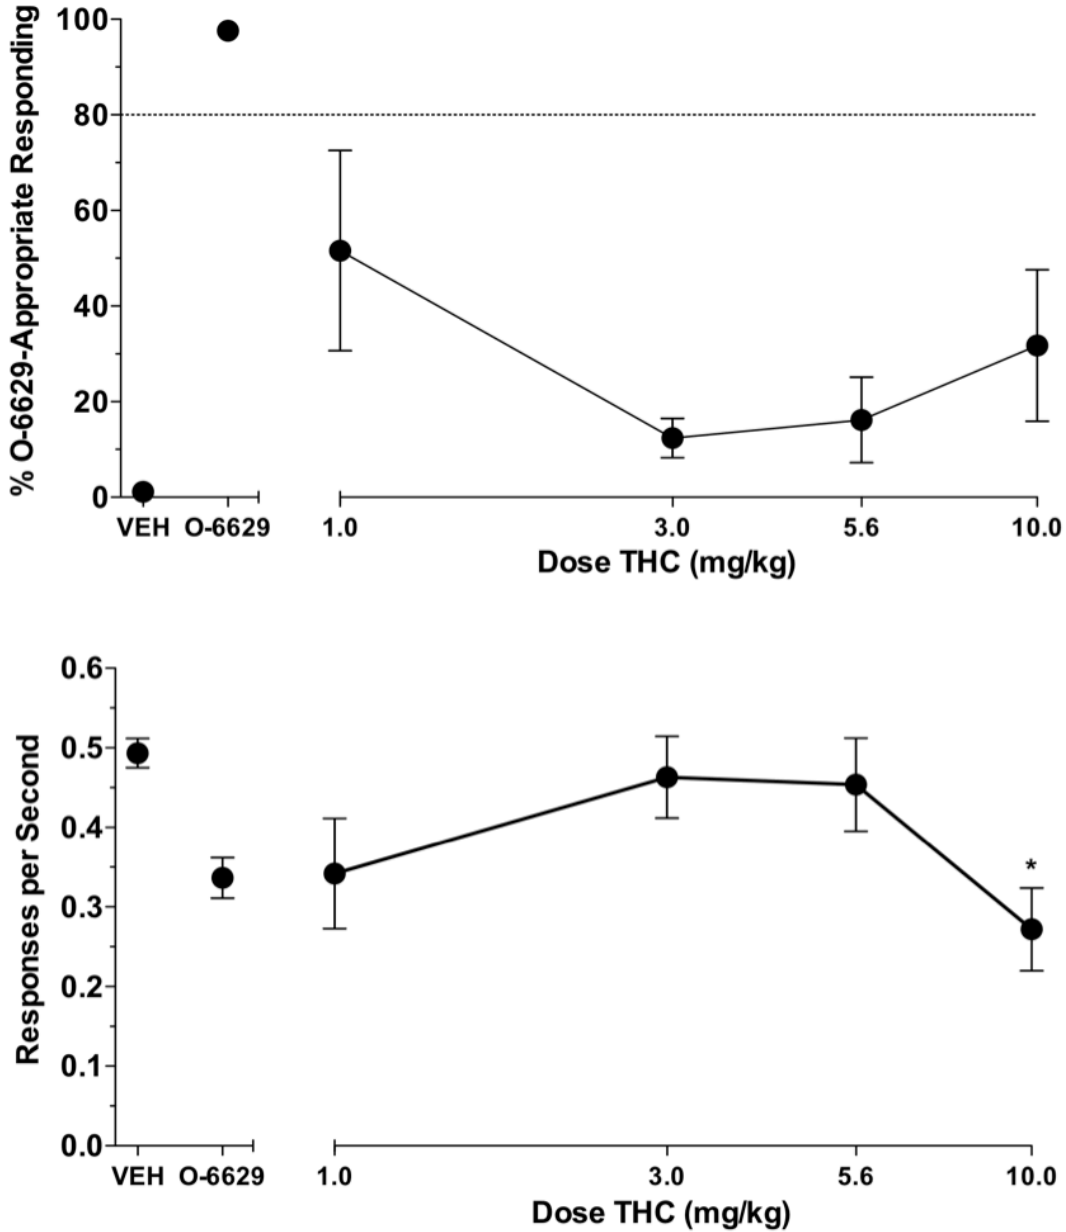 % O-6629-Appropriate Responding
100
80
60
40
20
0
VEH O-6629 1.0 3.0 5.6 10.0
Dose THC (mg/kg)
Responses per Second
0.6
0.5
0.4
0.3
0.2
0.1
0.0
*
VEH O-6629 1.0 3.0 5.6 10.0
Dose THC (mg/kg)